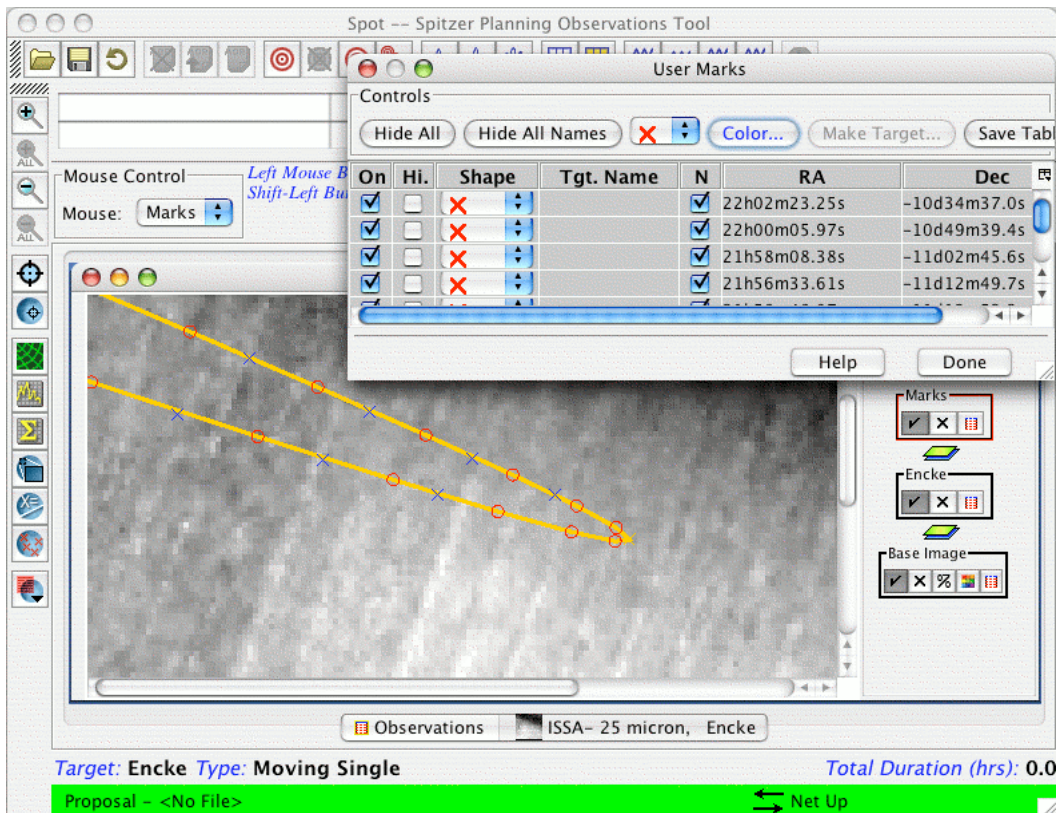 Spot -- Spitzer Planning Observations Tool
User Marks
Controls
Hide All Hide All Names Color... Make Target... Save Tabl
ALL
Mouse Control
Left Mouse B
Shift-Left Bu
Mouse: Marks
ALL
On Hi. Shape Tgt. Name N RA Dec
22h02m23.25s -10d34m37.0s
22h00m05.97s -10d49m39.4s
21h58m08.38s -11d02m45.6s
21h56m33.61s -11d12m49.7s
Help Done
Marks
Encke
Base Image
%
X=
Observations ISSA- 25 micron, Encke
Target: Encke Type: Moving Single Total Duration (hrs): 0.0
Proposal - <No File> Net Up